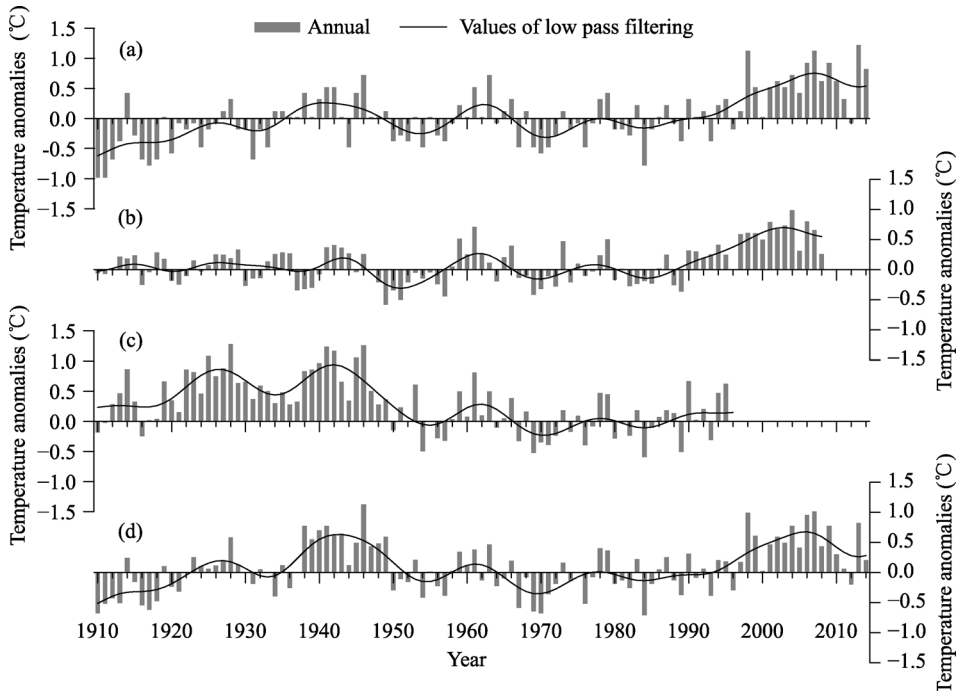 Annual
Values of low pass filtering
(a)
1.5
1.0
0.5
0.0
-0.5
-1.0
-1.5
Temperature anomalies (℃)
(b)
1.5
1.0
0.5
0.0
-0.5
-1.0
-1.5
Temperature anomalies (℃)
(c)
1.5
1.0
0.5
0.0
-0.5
-1.0
-1.5
Temperature anomalies (℃)
(d)
1.5
1.0
0.5
0.0
-0.5
-1.0
-1.5
Temperature anomalies (℃)
1910 1920 1930 1940 1950 1960 1970 1980 1990 2000 2010
Year